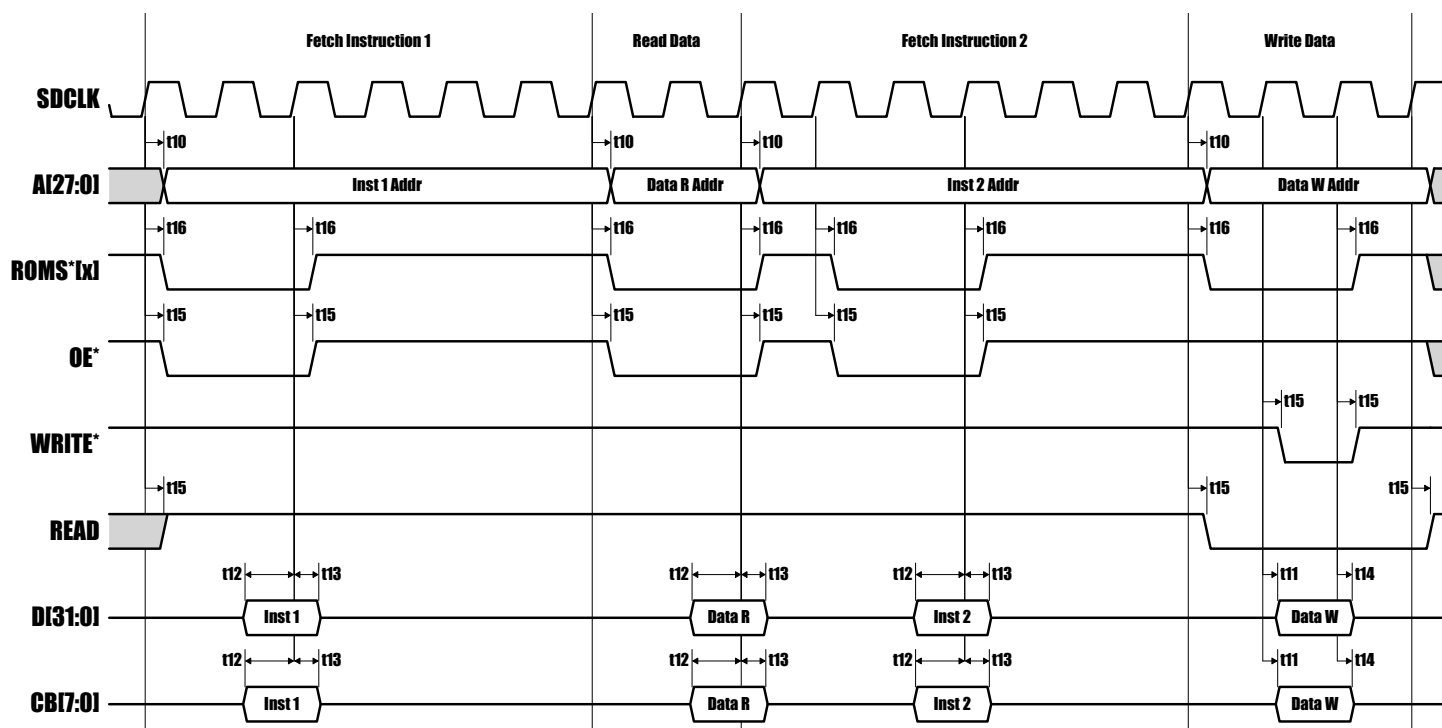 Fetch Instruction 1 Read Data Fetch Instruction 2 Write Data
SDCLK
t10 t10 t10 t10
A[27:0] Inst 1 Addr Data R Addr Inst 2 Addr Data W Addr
t16 t16 t16 t16 t16 t16 t16 t16
ROMS*[x]
t15 t15 t15 t15 t15 t15
OE*
t15 t15
WRITE*
t15 t15 t15
READ
t12 t13 t12 t13 t12 t13 t11 t14
D[31:0] Inst 1 Data R Inst 2 Data W
t12 t13 t12 t13 t12 t13 t11 t14
CB[7:0] Inst 1 Data R Inst 2 Data W